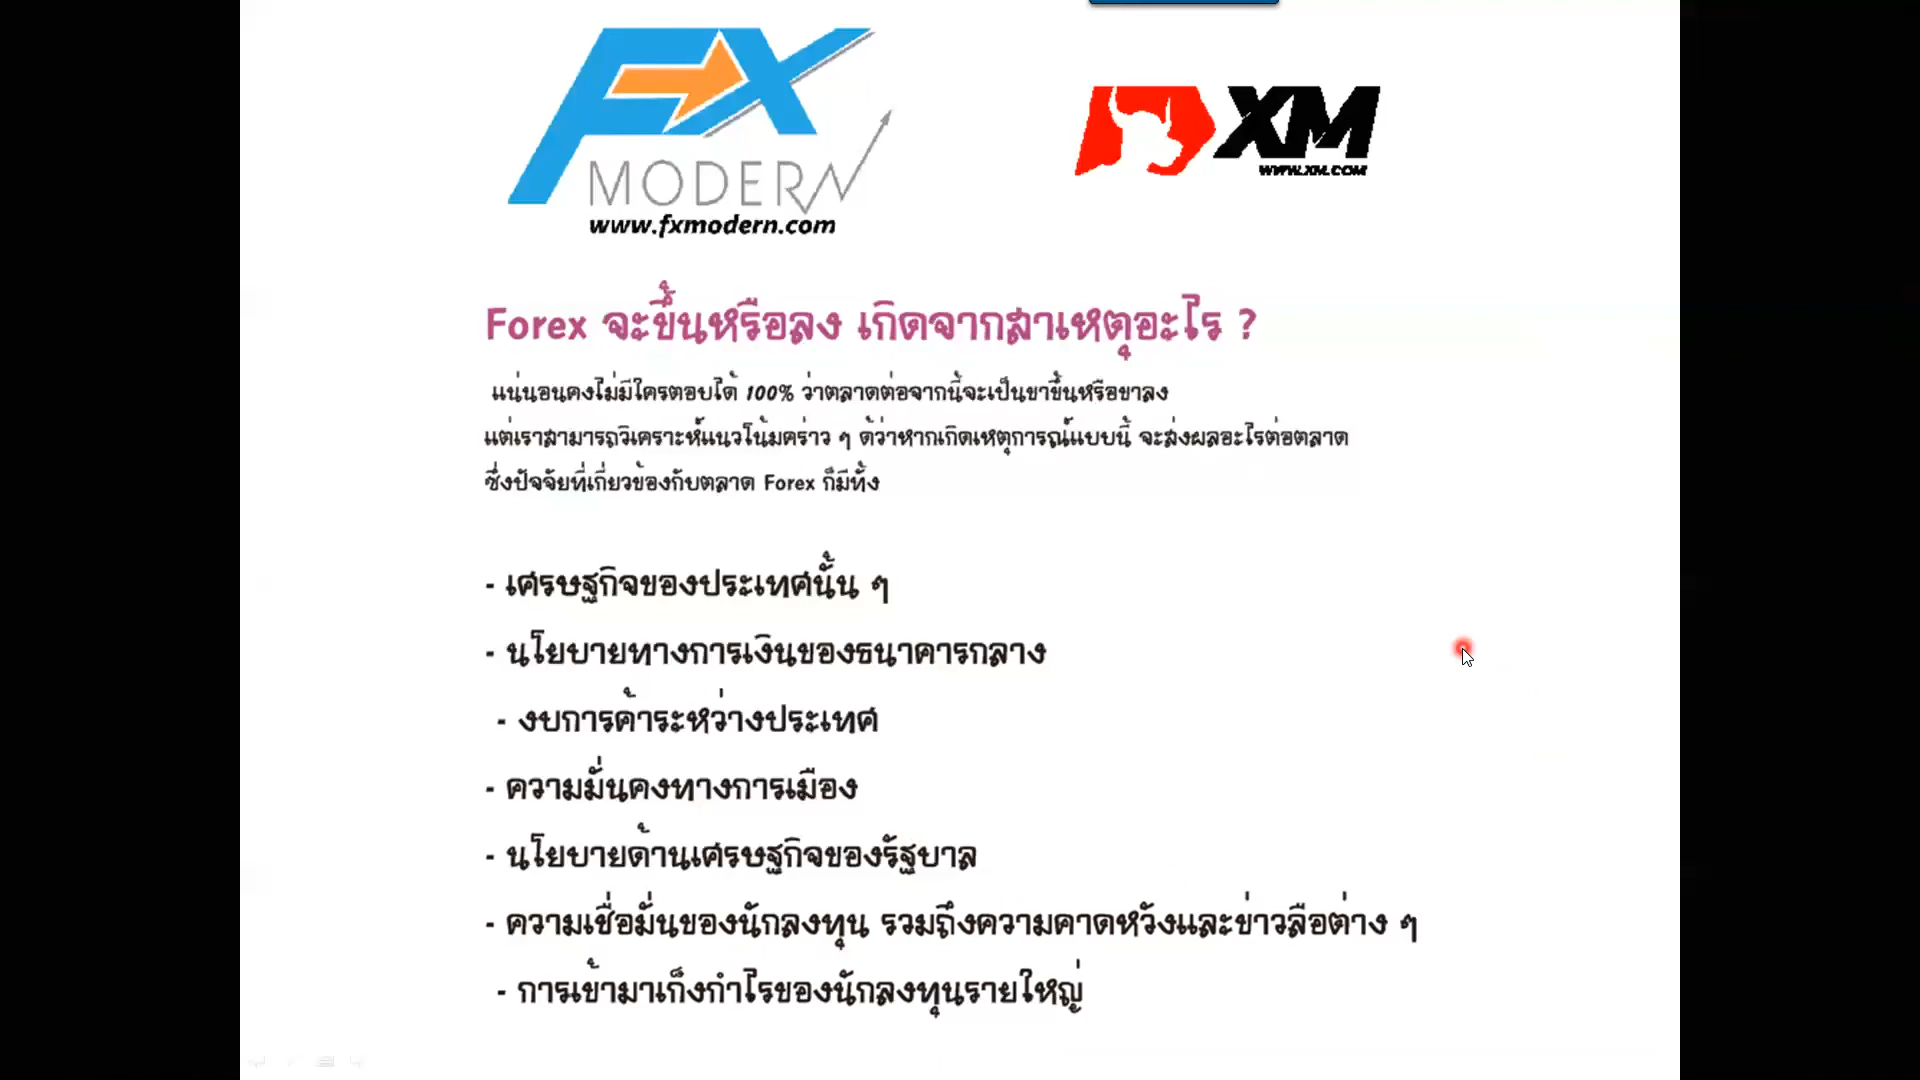 FX
MODERN
www.fxmodern.com
XM
WWW.XM.COM
Forex จะขึ้นหรือลง เกิดจากสาเหตุอะไร ?
แน่นอนคงไม่มีใครตอบได้ 100% ว่าตลาดต่อจากนี้จะเป็นขาขึ้นหรือขาลง
แต่เราสามารถวิเคราะห์แนวโน้มคร่าว ๆ ด้ว่าหากเกิดเหตุการณ์แบบนี้ จะส่งผลอะไรต่อตลาด
ซึ่งปัจจัยที่เกี่ยวข้องกับตลาด Forex ก็มีทั้ง
- เศรษฐกิจของประเทศนั้น ๆ
- นโยบายทางการเงินของธนาคารกลาง
- งบการค้าระหว่างประเทศ
- ความมั่นคงทางการเมือง
- นโยบายด้านเศรษฐกิจของรัฐบาล
- ความเชื่อมั่นของนักลงทุน รวมถึงความคาดหวังและข่าวลือต่าง ๆ
- การเข้ามาเก็งกำไรของนักลงทุนรายใหญ่